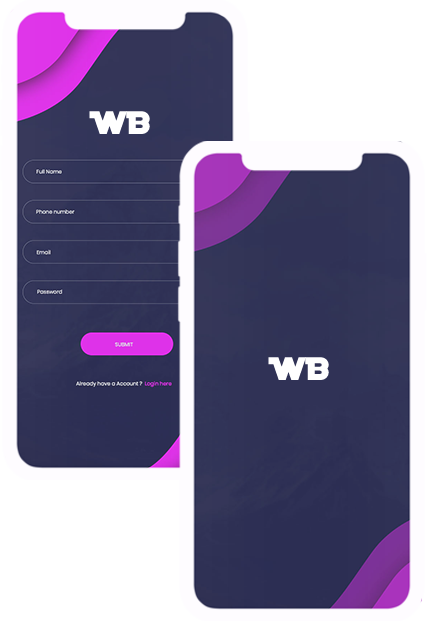 WB
Full Name
Phone number
Email
Password
SUBMIT
Already have a Account ? Login here
WB